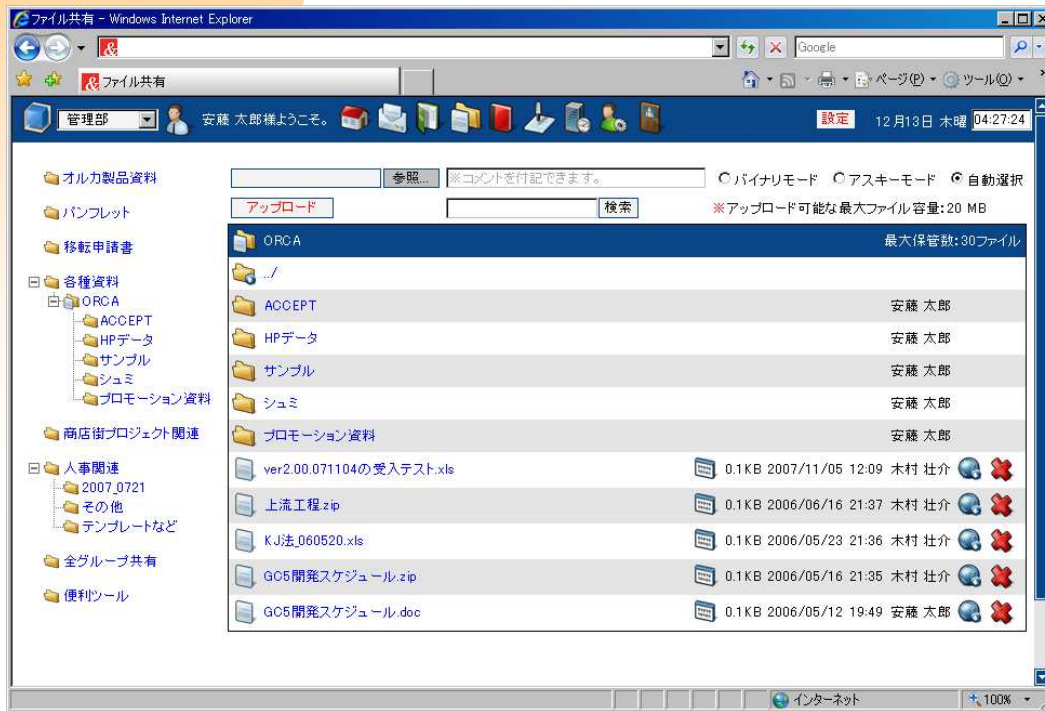 ファイル共有 - Windows Internet Explorer
Google
ファイル共有
ページ(P)
ツール(O)
管理部
安藤 太郎様ようこそ。
設定
12月13日 木曜 04:27:24
オルカ製品資料
パンフレット
移転申請書
各種資料
ORCA
ACCEPT
HPデータ
サンプル
シュミ
プロモーション資料
商店街プロジェクト関連
人事関連
2007_0721
その他
テンプレートなど
全グループ共有
便利ツール
参照... ※コメントを付記できます。 バイナリモード アスキーモード 自動選択
アップロード 検索 ※アップロード可能な最大ファイル容量:20 MB
ORCA 最大保管数:30ファイル
../
ACCEPT 安藤 太郎
HPデータ 安藤 太郎
サンプル 安藤 太郎
シュミ 安藤 太郎
プロモーション資料 安藤 太郎
ver2.00.071104の受入テスト.xls 0.1KB 2007/11/05 12:09 木村 壮介
上流工程.zip 0.1KB 2006/06/16 21:37 木村 壮介
KJ法_060520.xls 0.1KB 2006/05/23 21:36 木村 壮介
GC5開発スケジュール.zip 0.1KB 2006/05/16 21:35 木村 壮介
GC5開発スケジュール.doc 0.1KB 2006/05/12 19:49 安藤 太郎
インターネット
100%